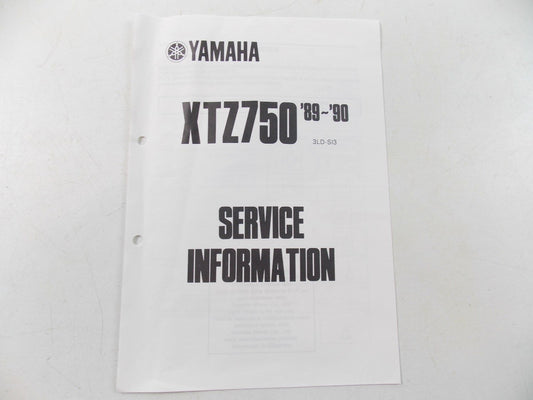 YAMAHA
XTZ750 '89~'90
3LD-SI3
SERVICE
INFORMATION